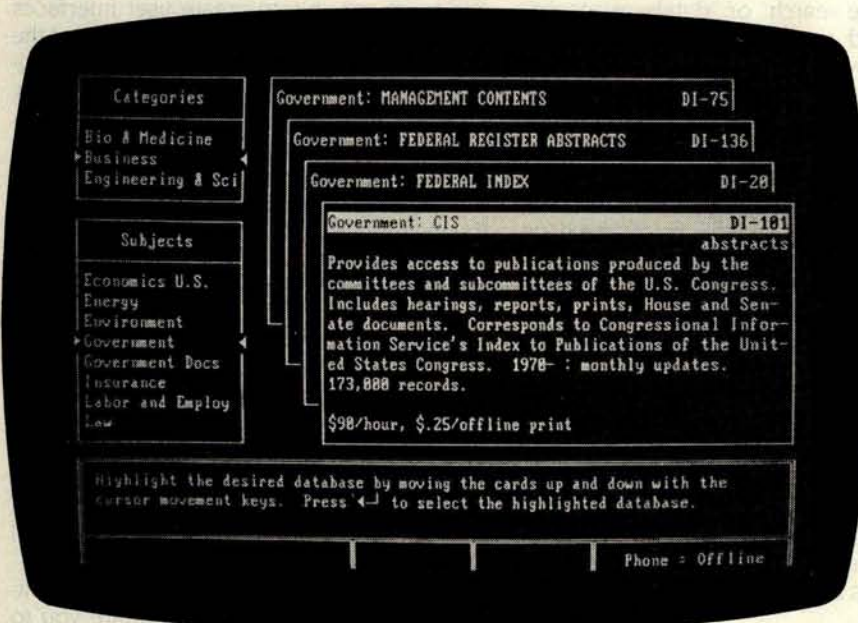 Categories
Bio & Medicine
Business
Engineering & Sci
Subjects
Economics U.S.
Energy
Environment
Government
Government Docs
Insurance
Labor and Employ
Law
Government: MANAGEMENT CONTENTS DI-75
Government: FEDERAL REGISTER ABSTRACTS DI-136
Government: FEDERAL INDEX DI-20
Government: CIS DI-101
abstracts
Provides access to publications produced by the
committees and subcommittees of the U.S. Congress.
Includes hearings, reports, prints, House and Sen-
ate documents. Corresponds to Congressional Infor-
mation Service's Index to Publications of the Unit-
ed States Congress. 1970- : monthly updates.
173,000 records.
$90/hour, $.25/offline print
Highlight the desired database by moving the cards up and down with the
cursor movement keys. Press ◄┘ to select the highlighted database.
Phone = Offline